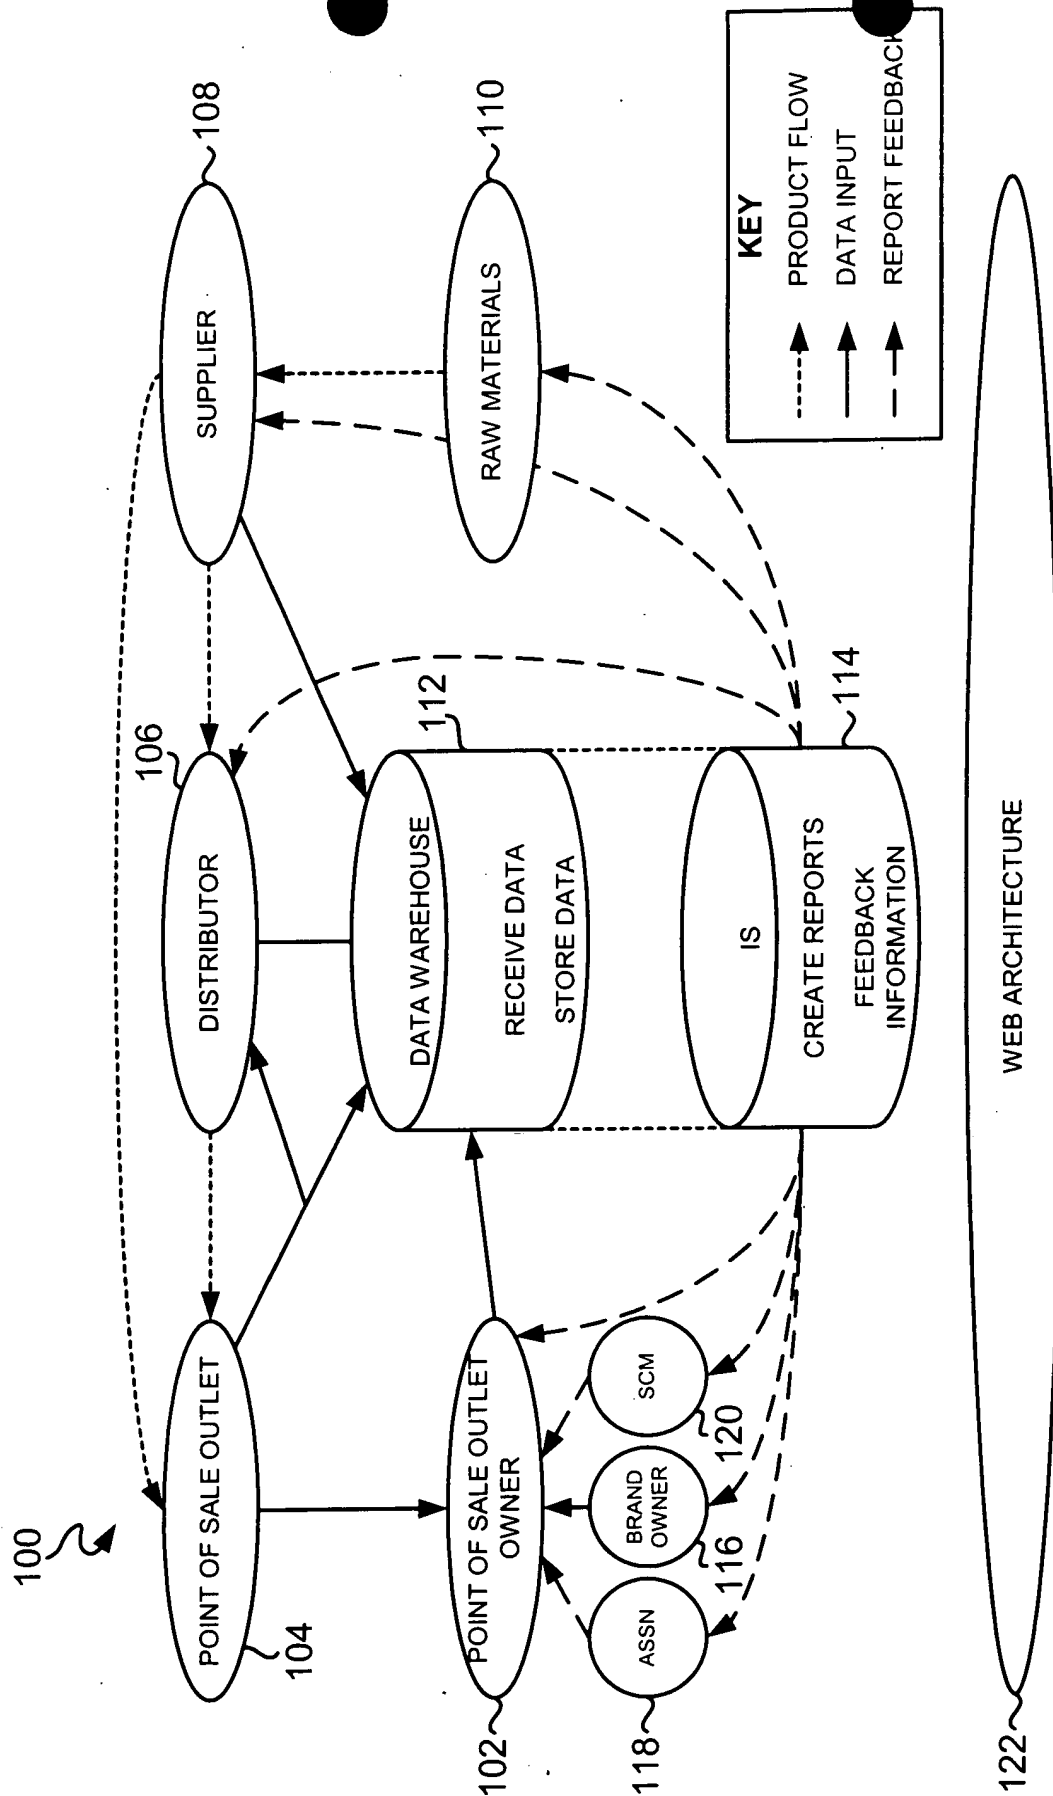 100
POINT OF SALE OUTLET
104
DISTRIBUTOR
106
SUPPLIER
108
POINT OF SALE OUTLET
OWNER
102
DATA WAREHOUSE
RECEIVE DATA
STORE DATA
112
RAW MATERIALS
110
ASSN
118
BRAND
OWNER
116
SCM
120
IS
CREATE REPORTS
FEEDBACK
INFORMATION
114
KEY
PRODUCT FLOW
DATA INPUT
REPORT FEEDBACK
WEB ARCHITECTURE
122